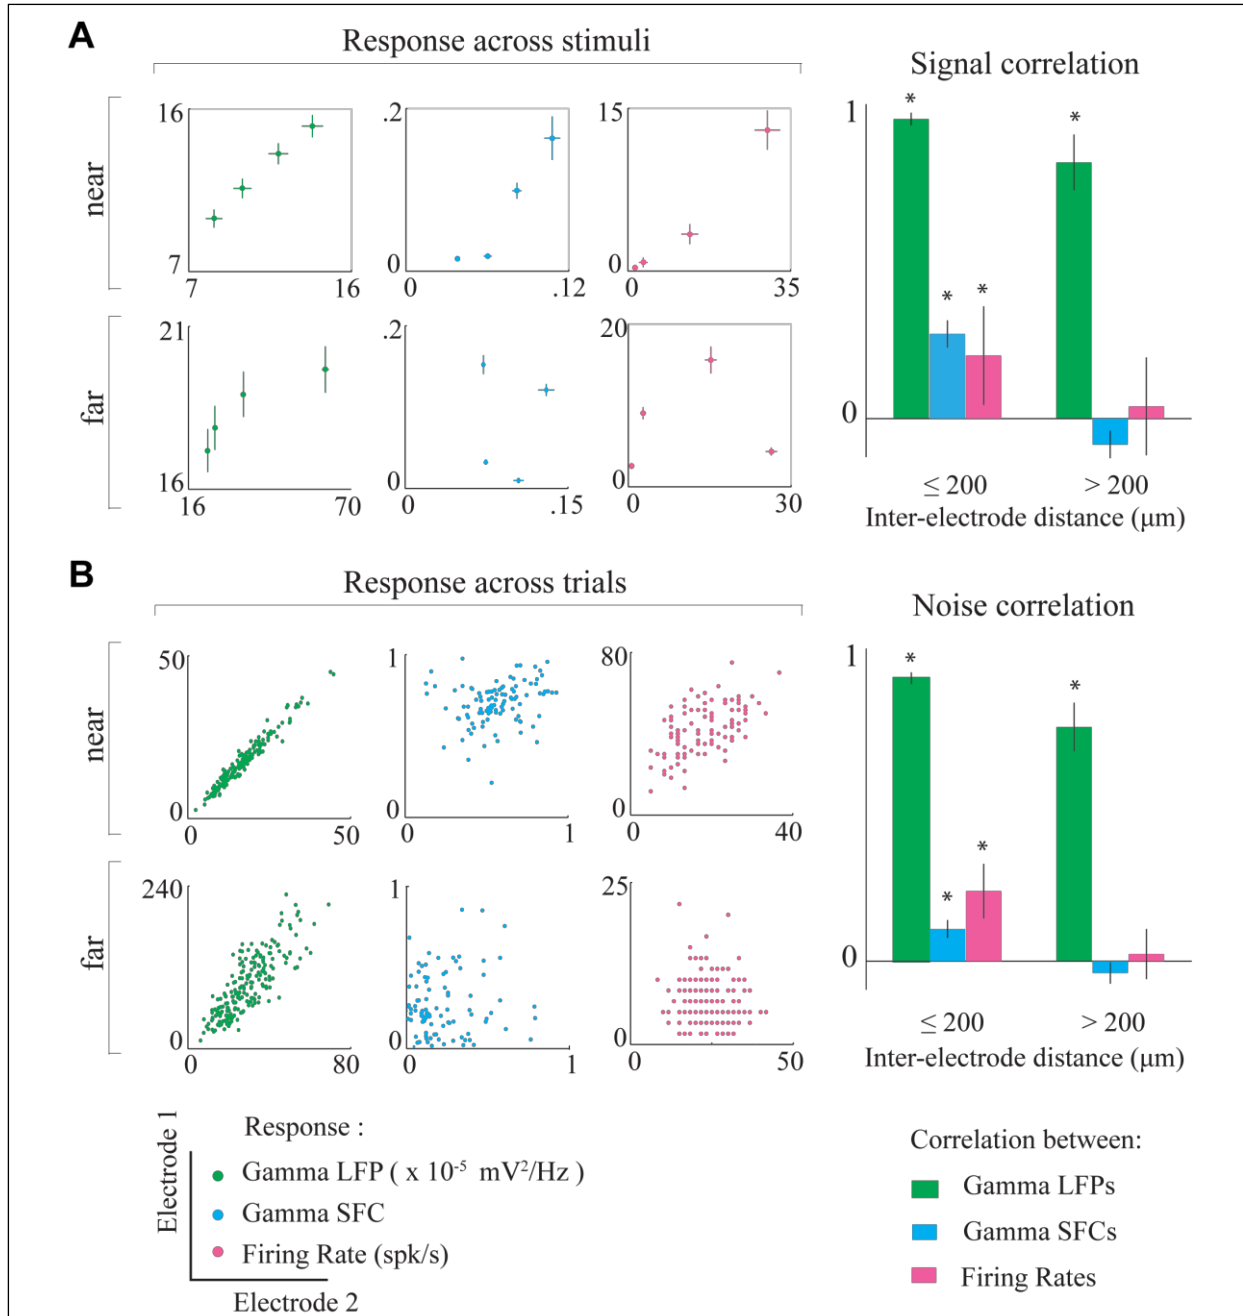 A
Response across stimuli
Signal correlation
near
16
7
7
16
.2
0
0
.12
15
0
0
35
1
0
*
*
*
*
far
21
16
16
70
.2
0
0
.15
20
0
0
30
≤ 200
> 200
Inter-electrode distance (μm)
B
Response across trials
Noise correlation
near
50
0
0
50
1
0
0
1
80
0
0
40
1
0
*
*
*
*
far
240
0
0
80
1
0
0
1
25
0
0
50
≤ 200
> 200
Inter-electrode distance (μm)
Electrode 1
Electrode 2
Response :
Gamma LFP ( x 10⁻⁵ mV²/Hz )
Gamma SFC
Firing Rate (spk/s)
Correlation between:
Gamma LFPs
Gamma SFCs
Firing Rates